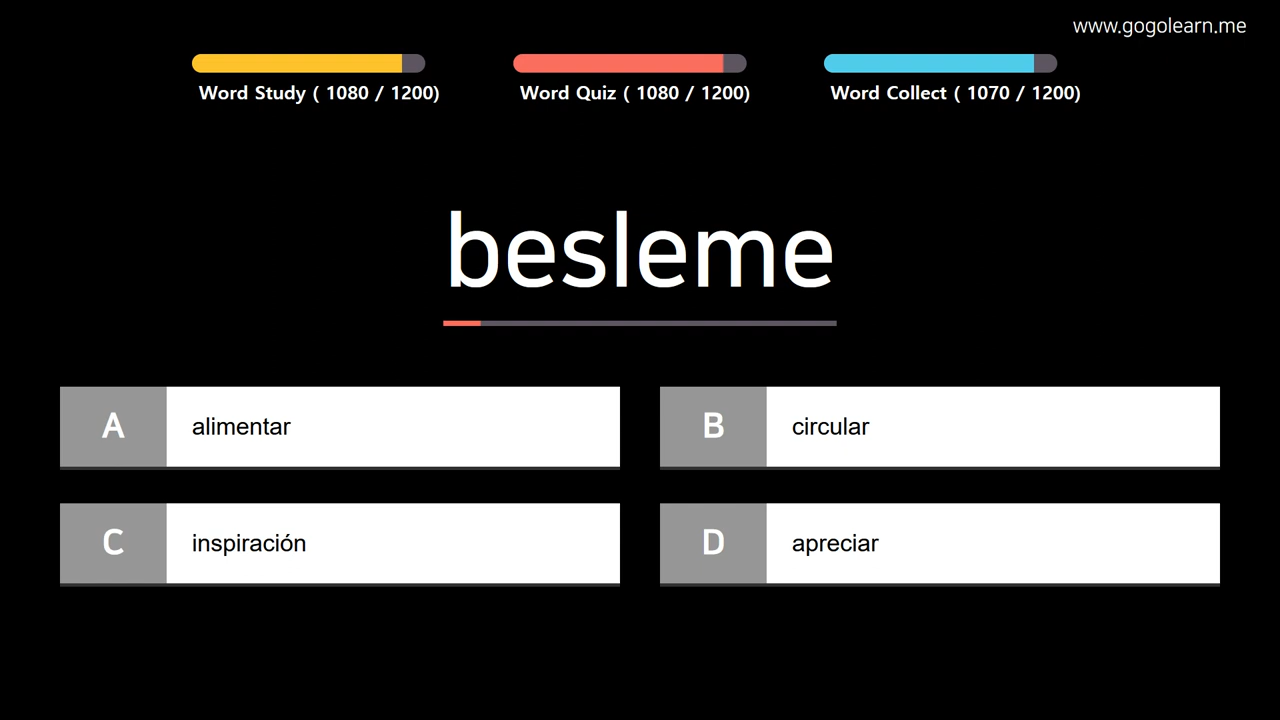 www.gogolearn.me
Word Study ( 1080 / 1200)
Word Quiz ( 1080 / 1200)
Word Collect ( 1070 / 1200)
besleme
A alimentar
B circular
C inspiración
D apreciar